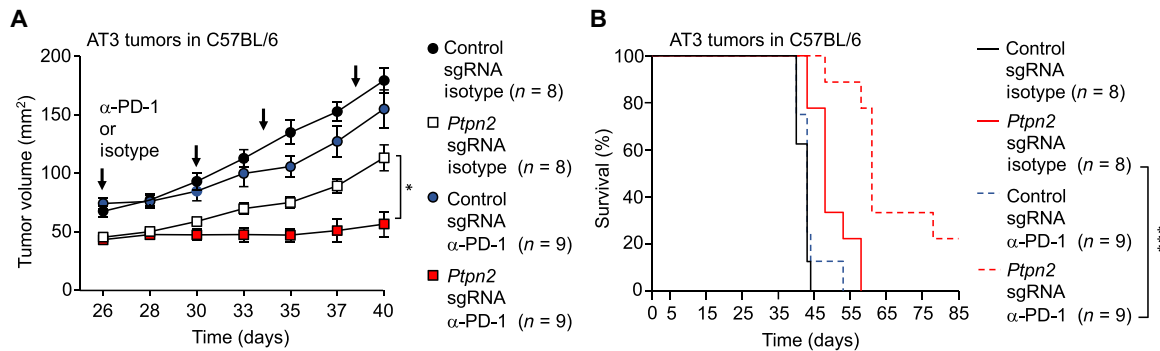 A
AT3 tumors in C57BL/6
Tumor volume (mm²)
200
150
100
50
0
α-PD-1
or
isotype
*
26 28 30 33 35 37 40
Time (days)
Control
sgRNA
isotype (n = 8)
Ptpn2
sgRNA
isotype (n = 8)
Control
sgRNA
α-PD-1 (n = 9)
Ptpn2
sgRNA
α-PD-1 (n = 9)
B
AT3 tumors in C57BL/6
Survival (%)
100
80
60
40
20
0
0 5 15 25 35 45 55 65 75 85
Time (days)
Control
sgRNA
isotype (n = 8)
Ptpn2
sgRNA
isotype (n = 8)
Control
sgRNA
α-PD-1 (n = 9)
Ptpn2
sgRNA
α-PD-1 (n = 9)
***